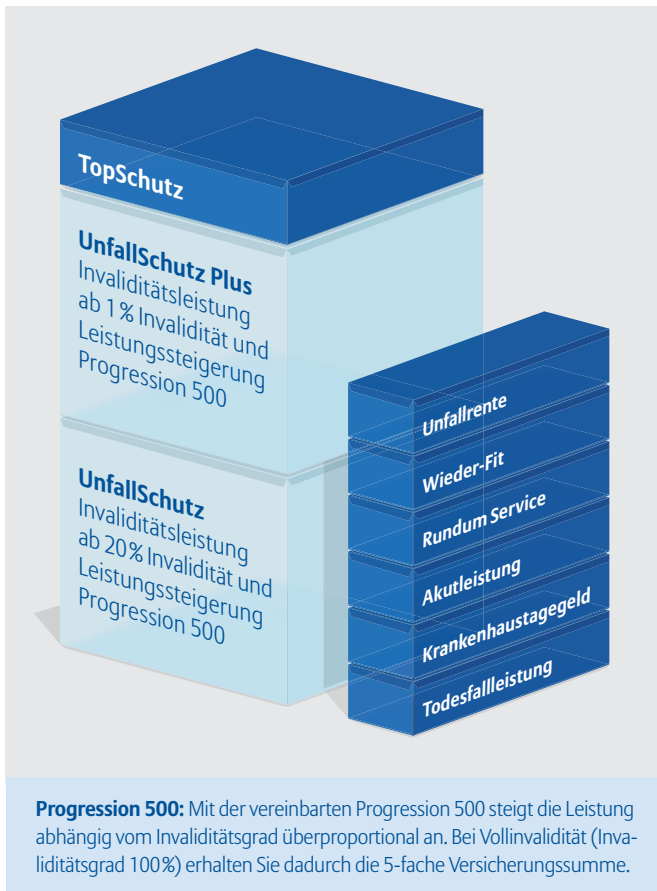 TopSchutz
UnfallSchutz Plus
Invaliditätsleistung
ab 1% Invalidität und
Leistungssteigerung
Progression 500
UnfallSchutz
Invaliditätsleistung
ab 20% Invalidität und
Leistungssteigerung
Progression 500
Unfallrente
Wieder-Fit
Rundum Service
Akutleistung
Krankenhaustagegeld
Todesfallleistung
Progression 500: Mit der vereinbarten Progression 500 steigt die Leistung
abhängig vom Invaliditätsgrad überproportional an. Bei Vollinvalidität (Inva-
liditätsgrad 100%) erhalten Sie dadurch die 5-fache Versicherungssumme.